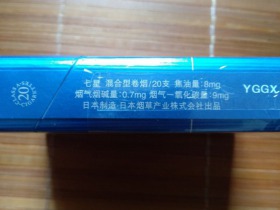 七星 混合型卷烟/20支 焦油量:8mg
烟气烟碱量:0.7mg 烟气一氧化碳量:9mg
日本制造·日本烟草产业株式会社出品
YGGX
20